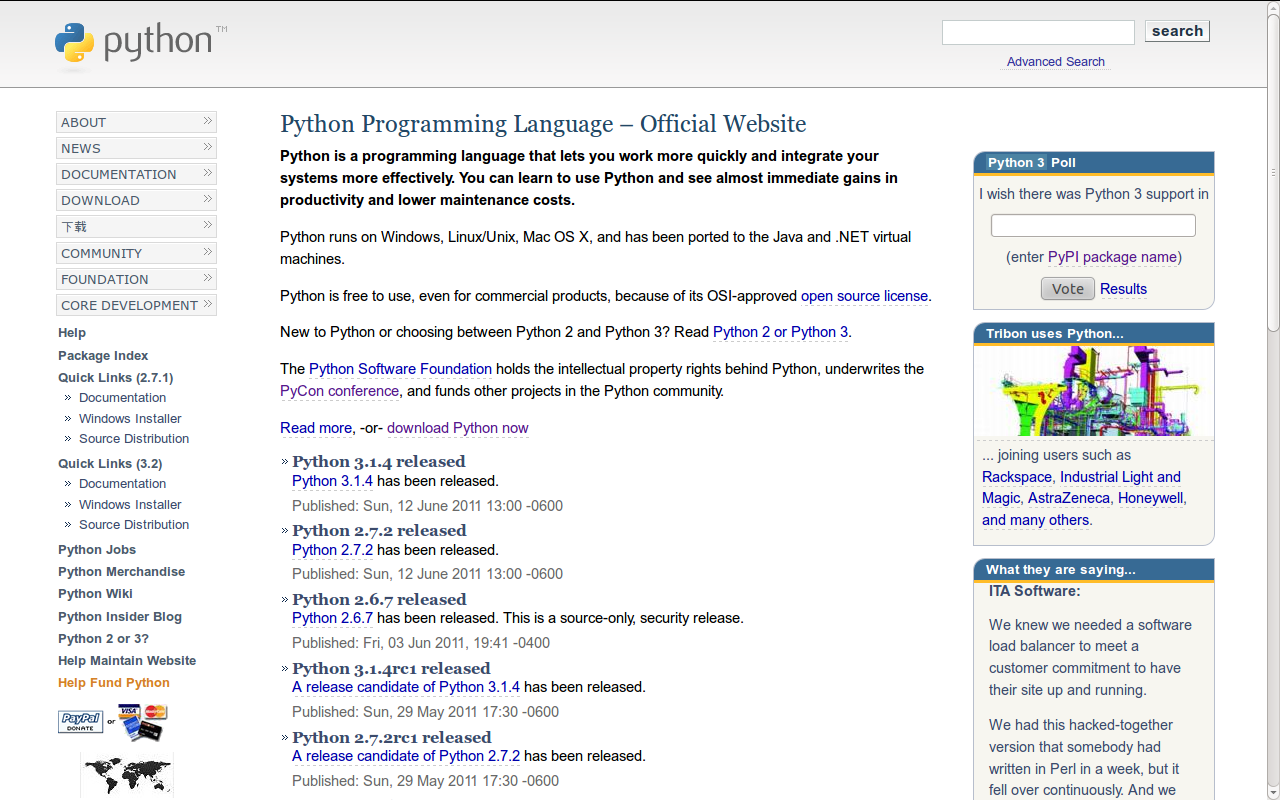 python™
search
Advanced Search
ABOUT
NEWS
DOCUMENTATION
DOWNLOAD
下载
COMMUNITY
FOUNDATION
CORE DEVELOPMENT
Help
Package Index
Quick Links (2.7.1)
Documentation
Windows Installer
Source Distribution
Quick Links (3.2)
Documentation
Windows Installer
Source Distribution
Python Jobs
Python Merchandise
Python Wiki
Python Insider Blog
Python 2 or 3?
Help Maintain Website
Help Fund Python
PayPal
DONATE
or
VISA
MasterCard
Python Programming Language – Official Website
Python is a programming language that lets you work more quickly and integrate your
systems more effectively. You can learn to use Python and see almost immediate gains in
productivity and lower maintenance costs.
Python runs on Windows, Linux/Unix, Mac OS X, and has been ported to the Java and .NET virtual
machines.
Python is free to use, even for commercial products, because of its OSI-approved open source license.
New to Python or choosing between Python 2 and Python 3? Read Python 2 or Python 3.
The Python Software Foundation holds the intellectual property rights behind Python, underwrites the
PyCon conference, and funds other projects in the Python community.
Read more, -or- download Python now
Python 3.1.4 released
Python 3.1.4 has been released.
Published: Sun, 12 June 2011 13:00 -0600
Python 2.7.2 released
Python 2.7.2 has been released.
Published: Sun, 12 June 2011 13:00 -0600
Python 2.6.7 released
Python 2.6.7 has been released. This is a source-only, security release.
Published: Fri, 03 Jun 2011, 19:41 -0400
Python 3.1.4rc1 released
A release candidate of Python 3.1.4 has been released.
Published: Sun, 29 May 2011 17:30 -0600
Python 2.7.2rc1 released
A release candidate of Python 2.7.2 has been released.
Published: Sun, 29 May 2011 17:30 -0600
Python 3 Poll
I wish there was Python 3 support in
(enter PyPI package name)
Vote Results
Tribon uses Python...
... joining users such as
Rackspace, Industrial Light and
Magic, AstraZeneca, Honeywell,
and many others.
What they are saying...
ITA Software:
We knew we needed a software
load balancer to meet a
customer commitment to have
their site up and running.
We had this hacked-together
version that somebody had
written in Perl in a week, but it
fell over continuously. And we